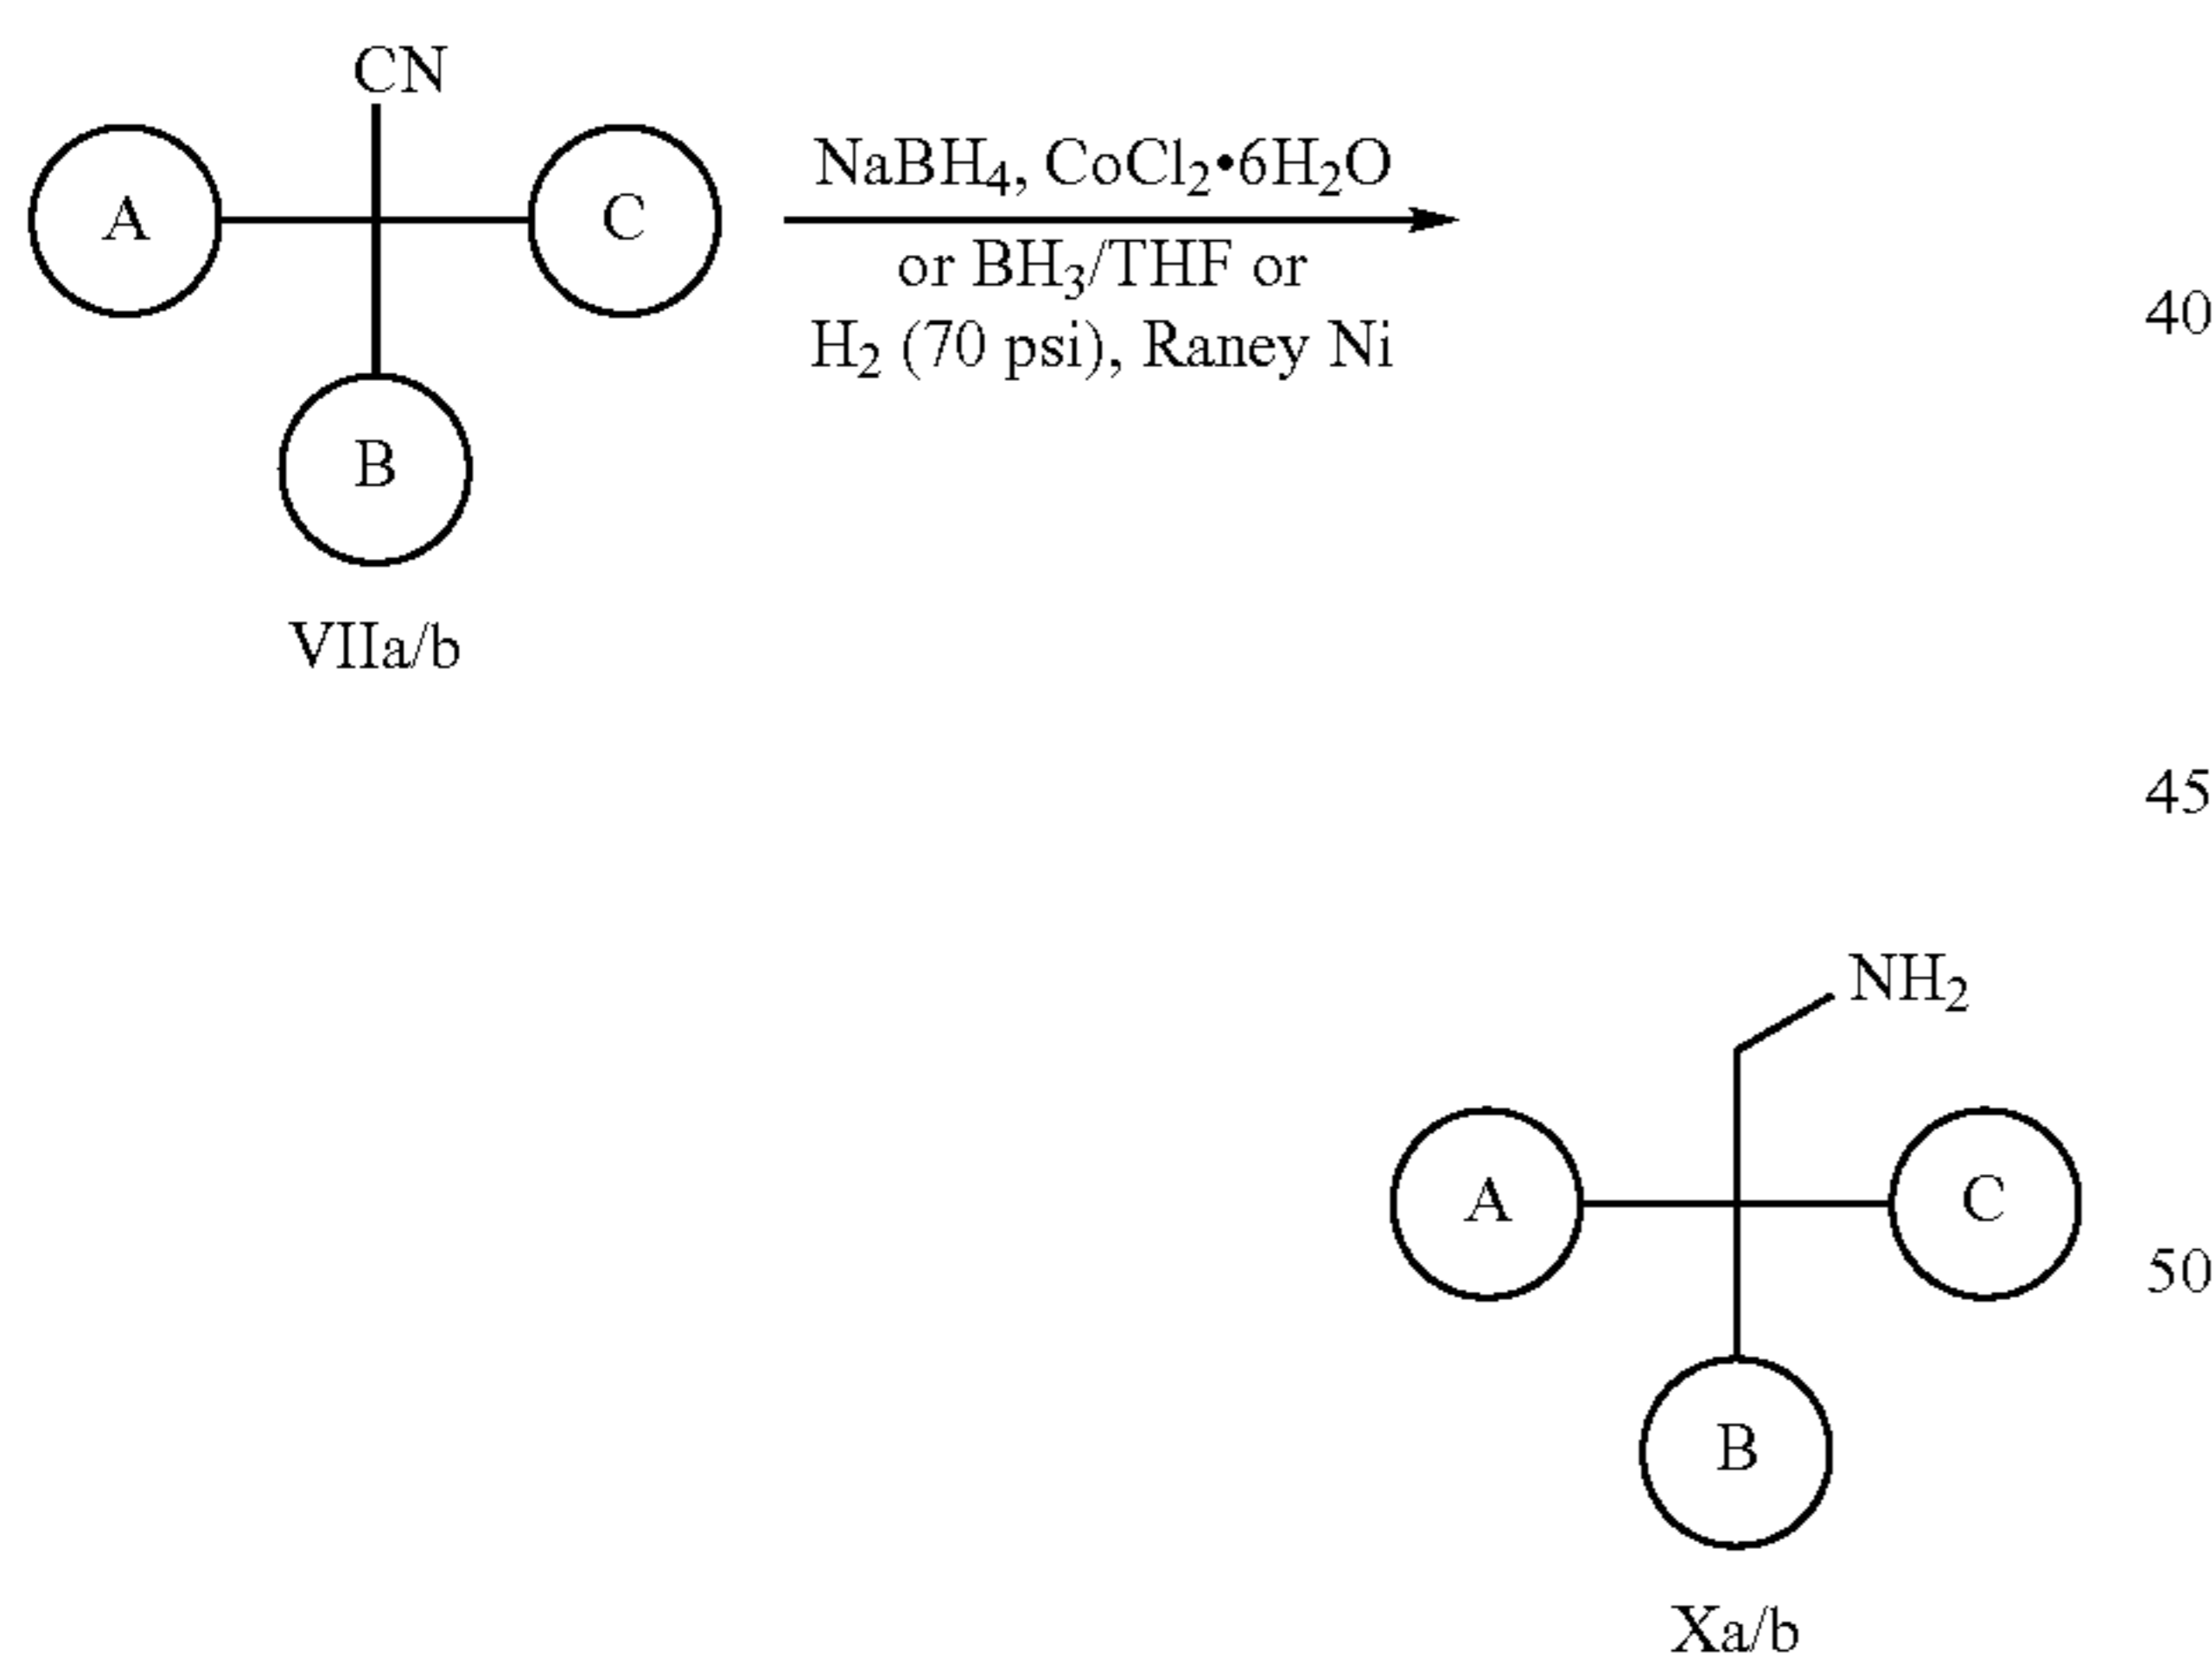 CN
A
C
B
VIIa/b
NaBH₄, CoCl₂•6H₂O
or BH₃/THF or
H₂ (70 psi), Raney Ni
40
45
NH₂
A
C
50
B
Xa/b